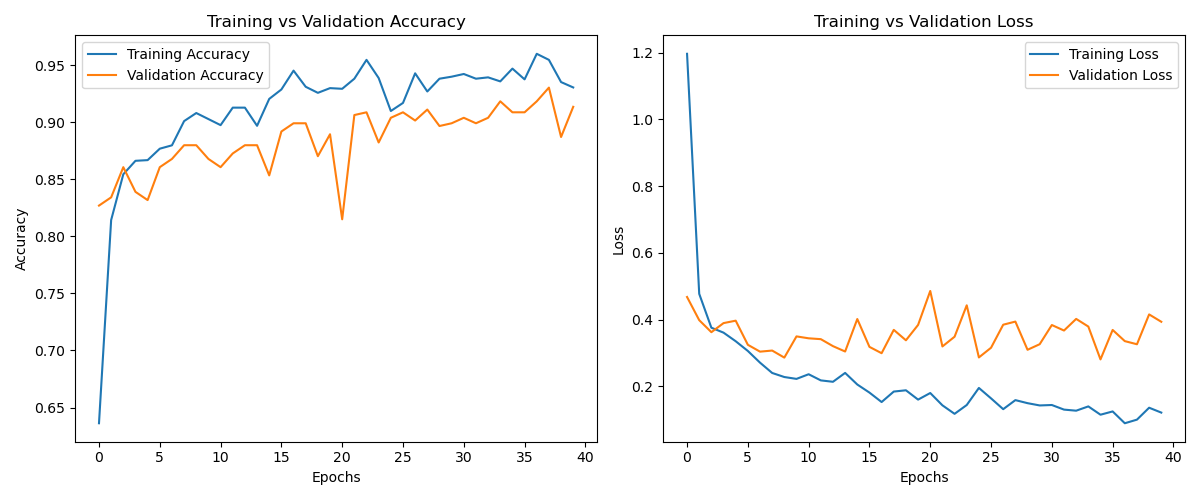 Training vs Validation Accuracy
Training Accuracy
Validation Accuracy
0.95
0.90
0.85
0.80
0.75
0.70
0.65
Accuracy
0 5 10 15 20 25 30 35 40
Epochs
Training vs Validation Loss
Training Loss
Validation Loss
1.2
1.0
0.8
0.6
0.4
0.2
Loss
0 5 10 15 20 25 30 35 40
Epochs